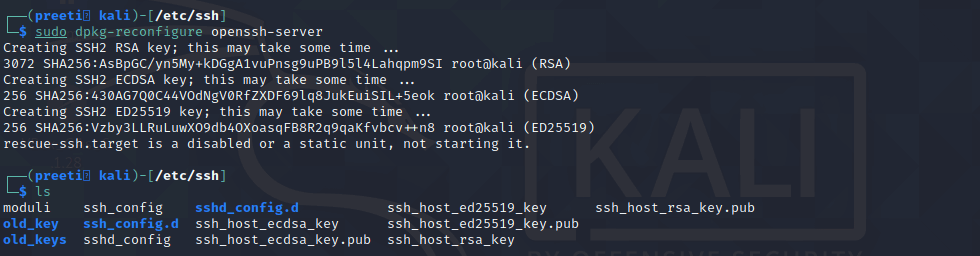 (preeti kali)-[/etc/ssh]
$ sudo dpkg-reconfigure openssh-server
Creating SSH2 RSA key; this may take some time ...
3072 SHA256:AsBpGC/yn5My+kDGgA1vuPnsg9uPB9l5l4Lahqpm9SI root@kali (RSA)
Creating SSH2 ECDSA key; this may take some time ...
256 SHA256:430AG7Q0C44VOdNgV0RfZXDF69lq8JukEuiSIL+5eok root@kali (ECDSA)
Creating SSH2 ED25519 key; this may take some time ...
256 SHA256:Vzby3LLRuLuwXO9db4OXoasqFB8R2q9qaKfvbcv++n8 root@kali (ED25519)
rescue-ssh.target is a disabled or a static unit, not starting it.
(preeti kali)-[/etc/ssh]
$ ls
moduli ssh_config sshd_config.d ssh_host_ed25519_key ssh_host_rsa_key.pub
old_key ssh_config.d ssh_host_ecdsa_key ssh_host_ed25519_key.pub
old_keys sshd_config ssh_host_ecdsa_key.pub ssh_host_rsa_key
KALI
BY OFFENSIVE SECURITY